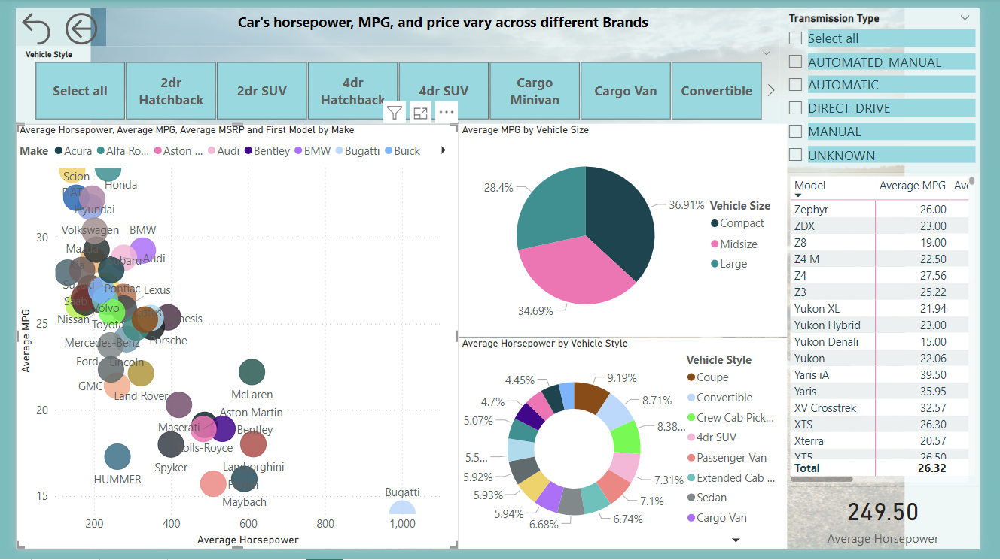 Car's horsepower, MPG, and price vary across different Brands
Vehicle Style
Select all
2dr
Hatchback
2dr SUV
4dr
Hatchback
4dr SUV
Cargo
Minivan
Cargo Van
Convertible
Transmission Type
Select all
AUTOMATED_MANUAL
AUTOMATIC
DIRECT_DRIVE
MANUAL
UNKNOWN
Average Horsepower, Average MPG, Average MSRP and First Model by Make
Make Acura Alfa Ro... Aston ... Audi Bentley BMW Bugatti Buick
Average MPG
30
25
20
15
Scion
Honda
FIAT
Hyundai
Volkswagen
BMW
Mazda
Subaru
Audi
Suzuki
Pontiac
Lexus
Saab
Volvo
Lotus
Nissan
Toyota
nesis
Mercedes-Benz
Porsche
Ford
Lincoln
GMC
Land Rover
McLaren
Aston Martin
Maserati
Bentley
Rolls-Royce
Spyker
Lamborghini
HUMMER
Maybach
Bugatti
200 400 600 800 1,000
Average Horsepower
Average MPG by Vehicle Size
28.4%
36.91%
34.69%
Vehicle Size
Compact
Midsize
Large
Average Horsepower by Vehicle Style
9.19%
8.71%
8.38...
7.31%
7.1%
6.74%
6.68%
5.94%
5.93%
5.92%
5.5...
5.07%
4.7%
4.45%
Vehicle Style
Coupe
Convertible
Crew Cab Pick...
4dr SUV
Passenger Van
Extended Cab ...
Sedan
Cargo Van
Model Average MPG Ave
Zephyr 26.00
ZDX 23.00
Z8 19.00
Z4 M 22.50
Z4 27.56
Z3 25.22
Yukon XL 21.94
Yukon Hybrid 23.00
Yukon Denali 15.00
Yukon 22.06
Yaris iA 39.50
Yaris 35.95
XV Crosstrek 32.57
XTS 26.30
Xterra 20.57
XT5 26.50
Total 26.32
249.50
Average Horsepower